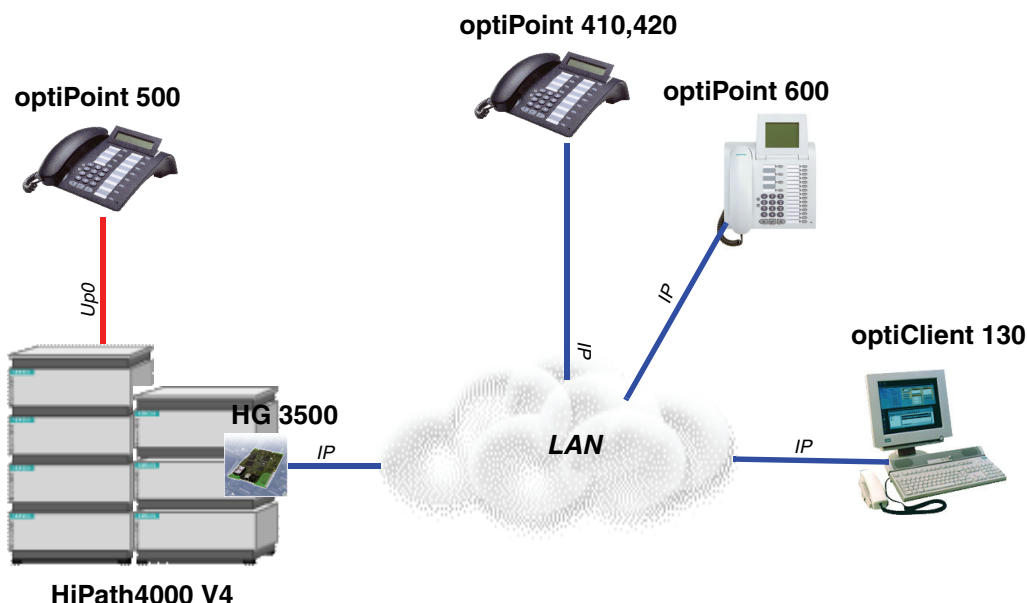 optiPoint 410,420
optiPoint 500
optiPoint 600
Up0
IP
IP
optiClient 130
HG 3500
IP
LAN
IP
HiPath4000 V4